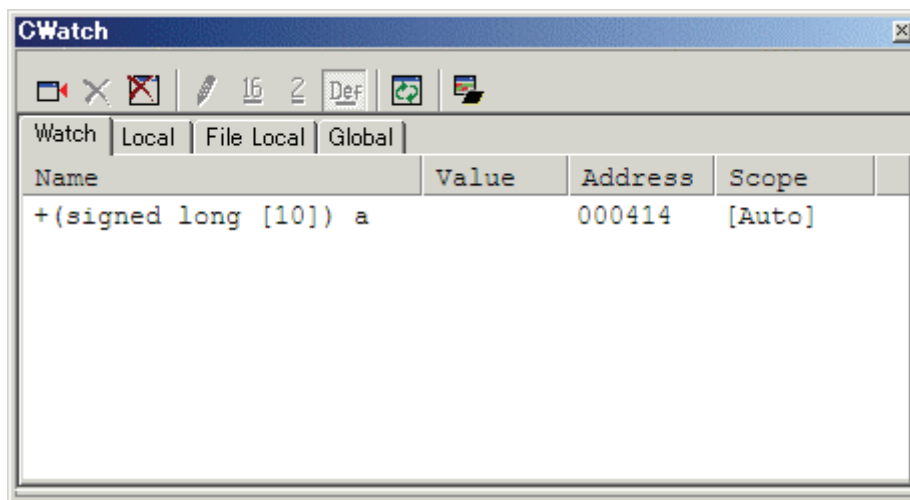 CWatch
16 2 Def
Watch Local File Local Global
Name Value Address Scope
+(signed long [10]) a 000414 [Auto]